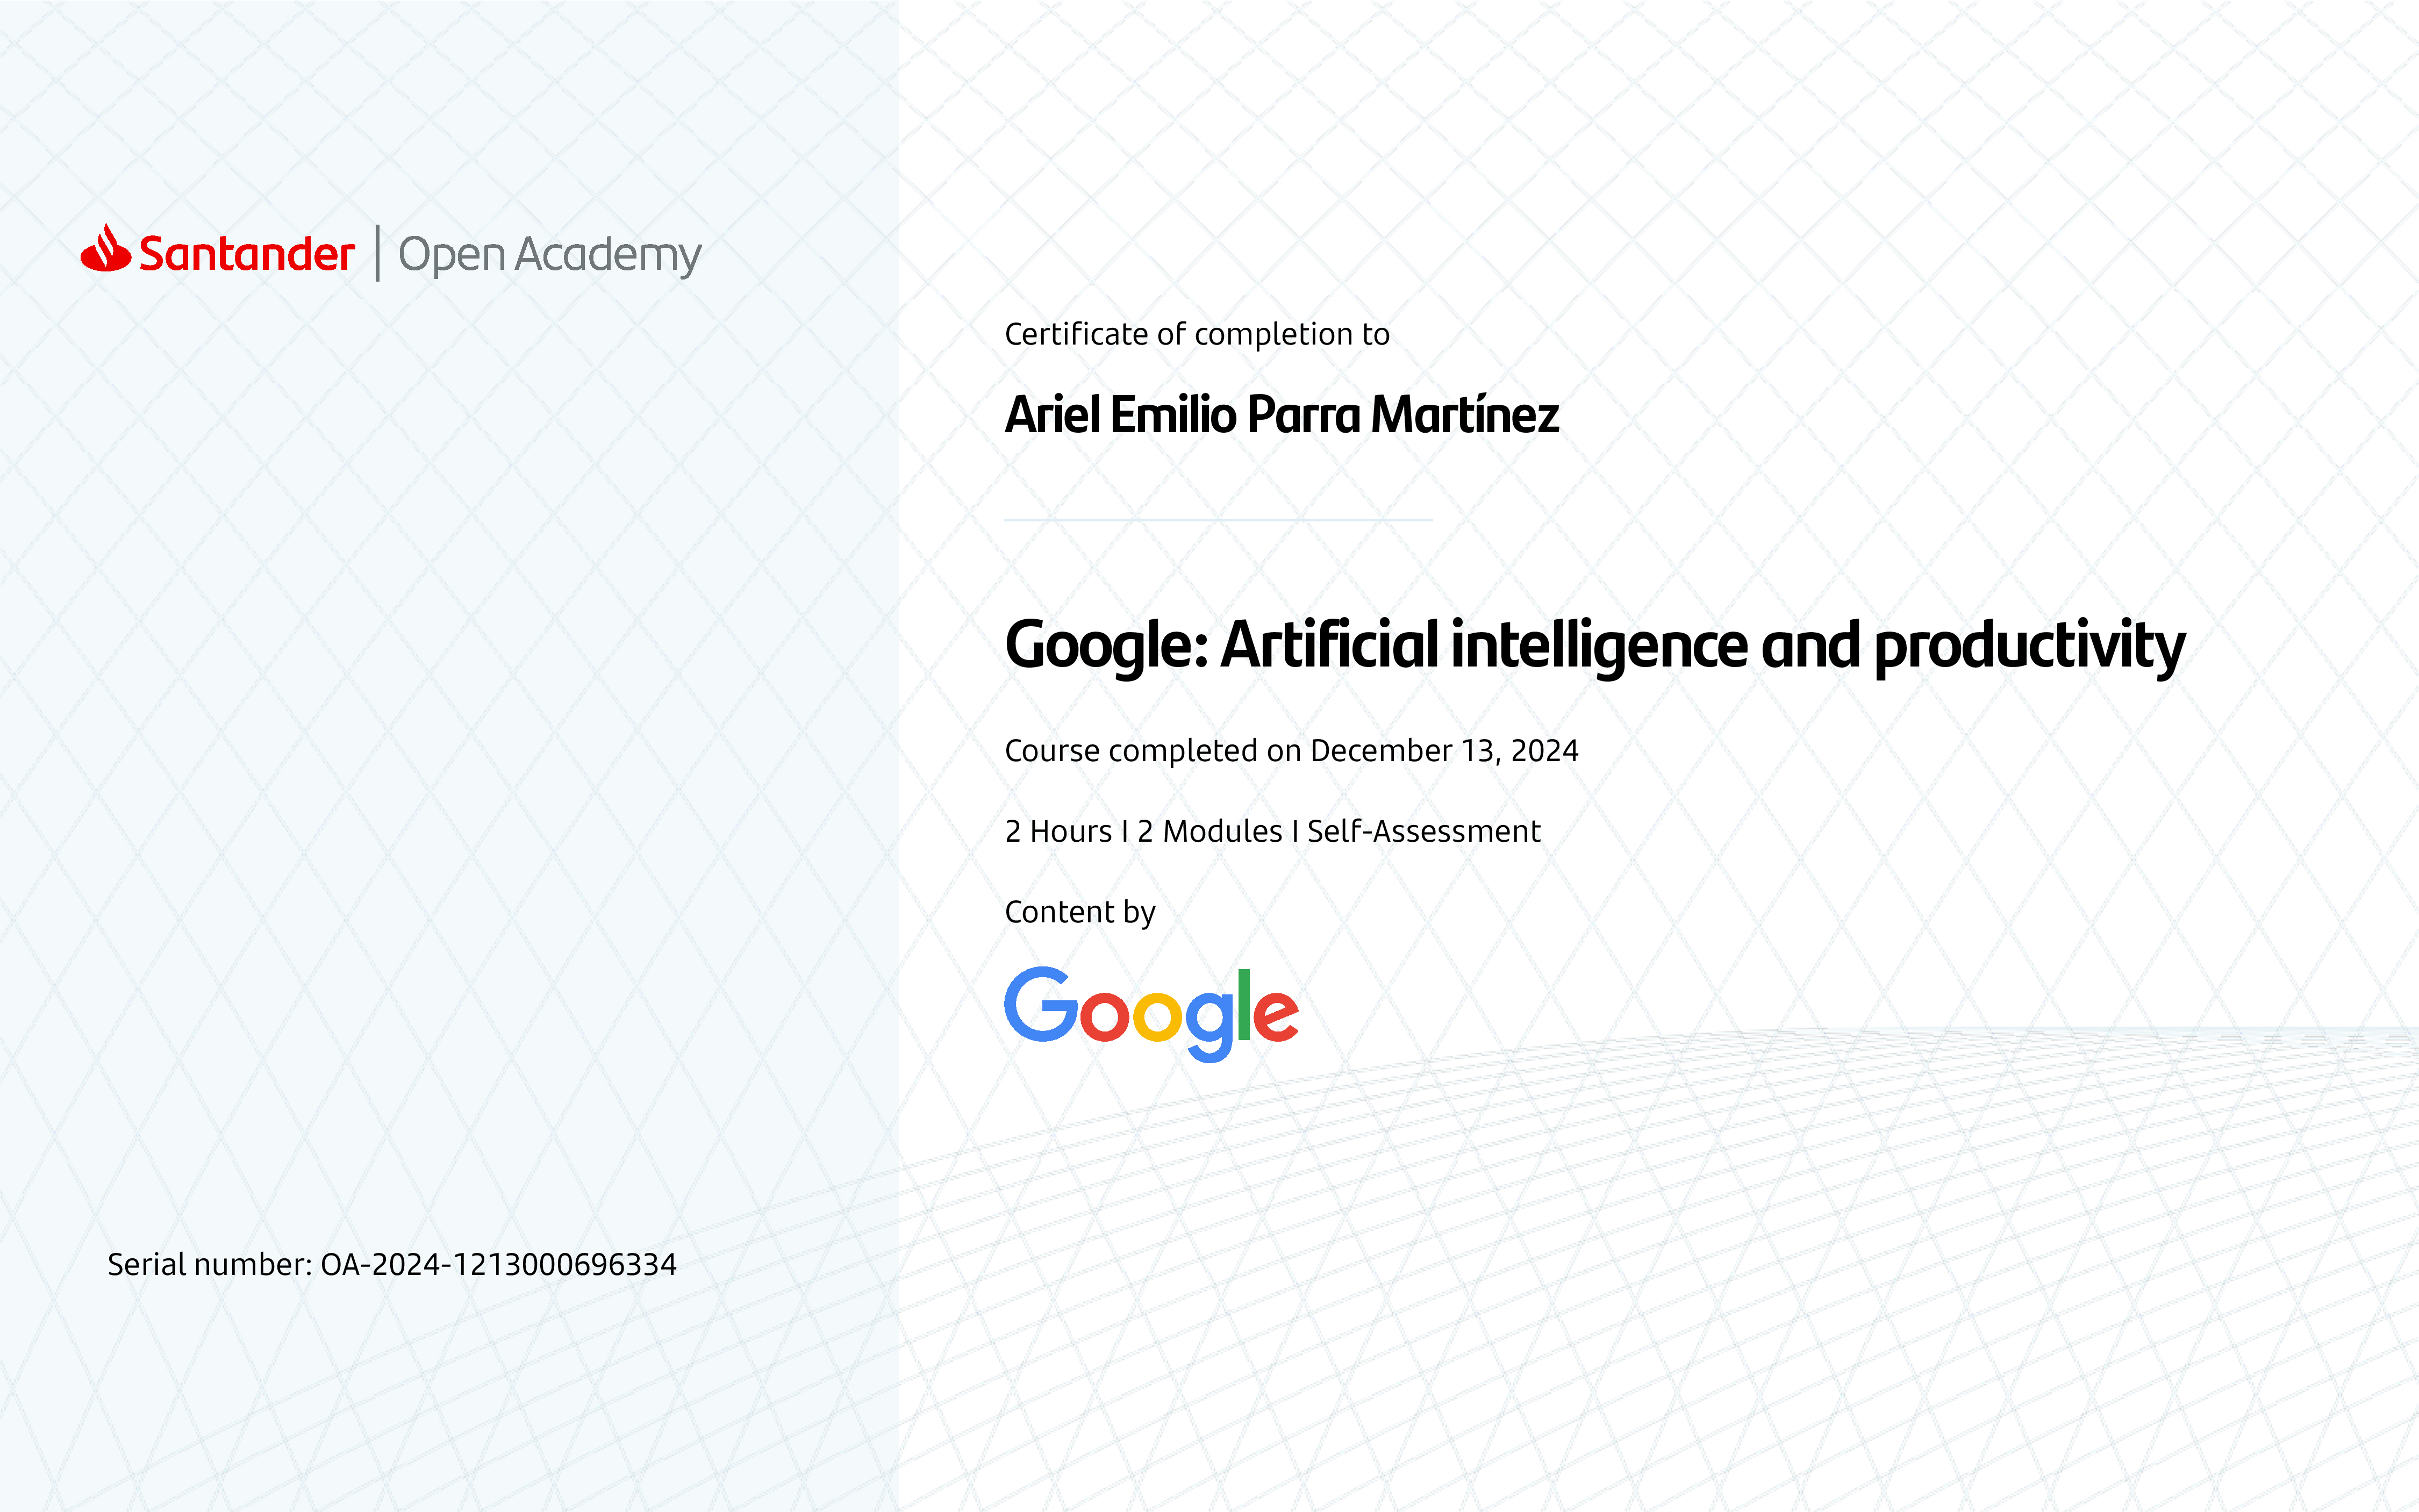 Santander | Open Academy
Certificate of completion to
Ariel Emilio Parra Martínez
Google: Artificial intelligence and productivity
Course completed on December 13, 2024
2 Hours I 2 Modules I Self-Assessment
Content by
Google
Serial number: OA-2024-1213000696334